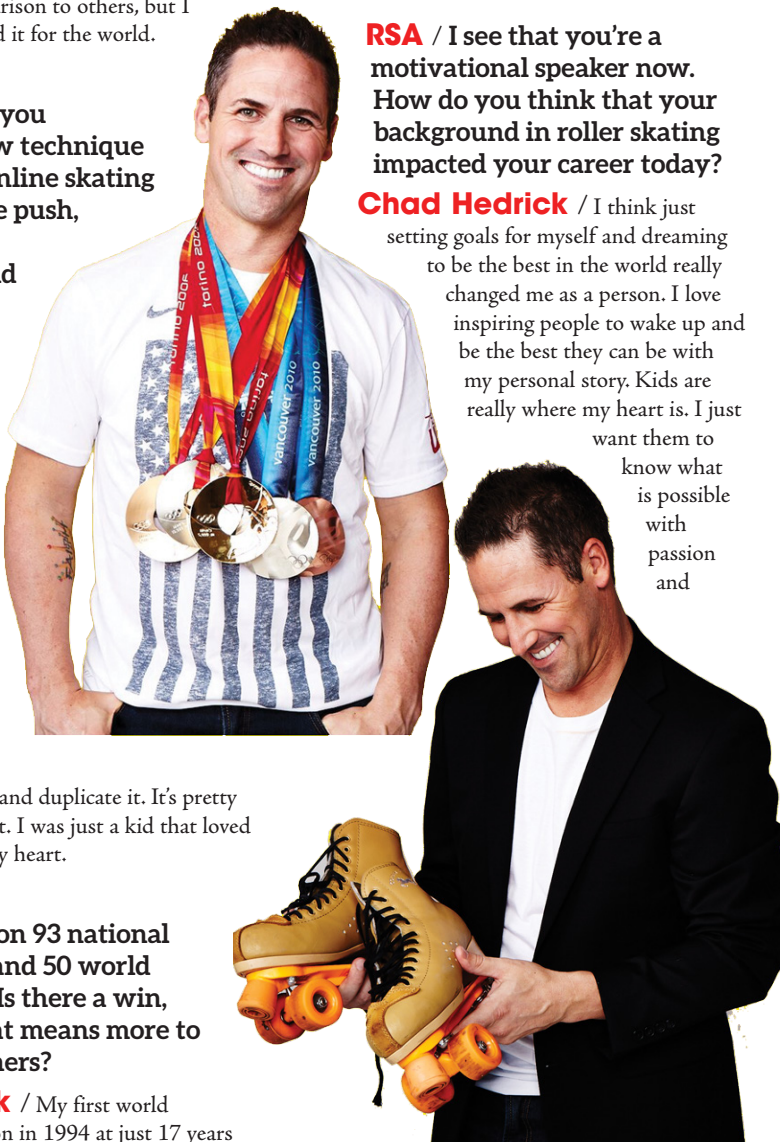 rison to others, but I
d it for the world.
you
w technique
nline skating
e push,
d
and duplicate it. It's pretty
t. I was just a kid that loved
y heart.
on 93 national
and 50 world
Is there a win,
t means more to
ners?
k / My first world
on in 1994 at just 17 years
RSA / I see that you're a
motivational speaker now.
How do you think that your
background in roller skating
impacted your career today?
Chad Hedrick / I think just
setting goals for myself and dreaming
to be the best in the world really
changed me as a person. I love
inspiring people to wake up and
be the best they can be with
my personal story. Kids are
really where my heart is. I just
want them to
know what
is possible
with
passion
and
torino 2006
torino 2006
torino 2006
vancouver 2010
vancouver 2010